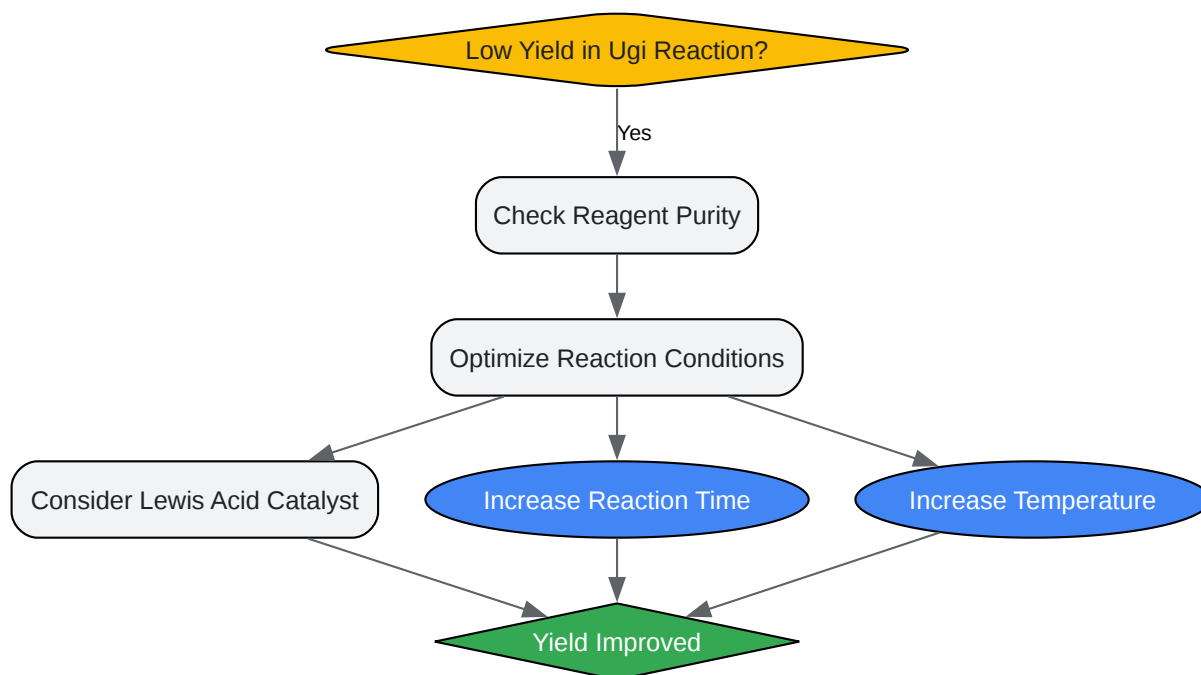 Low Yield in Ugi Reaction?
Yes
Check Reagent Purity
Optimize Reaction Conditions
Consider Lewis Acid Catalyst
Increase Reaction Time
Increase Temperature
Yield Improved